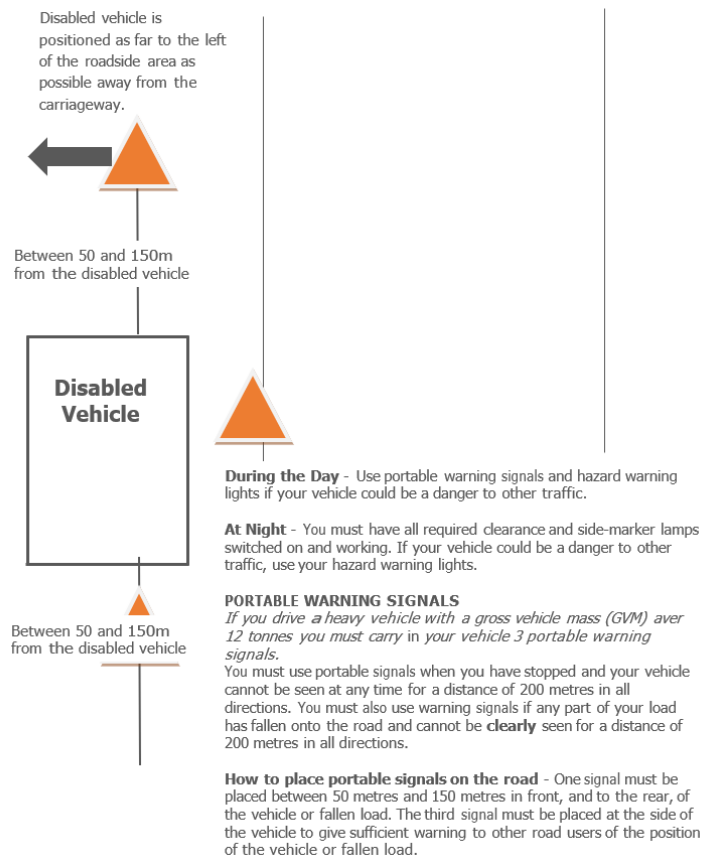 Disabled vehicle is
positioned as far to the left
of the roadside area as
possible away from the
carriageway.
Between 50 and 150m
from the disabled vehicle
Disabled
Vehicle
During the Day - Use portable warning signals and hazard warning
lights if your vehicle could be a danger to other traffic.
At Night - You must have all required clearance and side-marker lamps
switched on and working. If your vehicle could be a danger to other
traffic, use your hazard warning lights.
Between 50 and 150m
from the disabled vehicle
PORTABLE WARNING SIGNALS
If you drive a heavy vehicle with a gross vehicle mass (GVM) aver
12 tonnes you must carry in your vehicle 3 portable warning
signals.
You must use portable signals when you have stopped and your vehicle
cannot be seen at any time for a distance of 200 metres in all
directions. You must also use warning signals if any part of your load
has fallen onto the road and cannot be clearly seen for a distance of
200 metres in all directions.
How to place portable signals on the road - One signal must be
placed between 50 metres and 150 metres in front, and to the rear, of
the vehicle or fallen load. The third signal must be placed at the side of
the vehicle to give sufficient warning to other road users of the position
of the vehicle or fallen load.